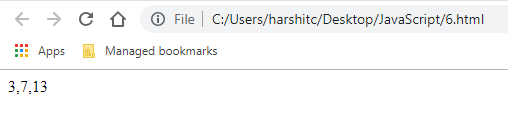 File C:/Users/harshitc/Desktop/JavaScript/6.html
Apps Managed bookmarks
3,7,13